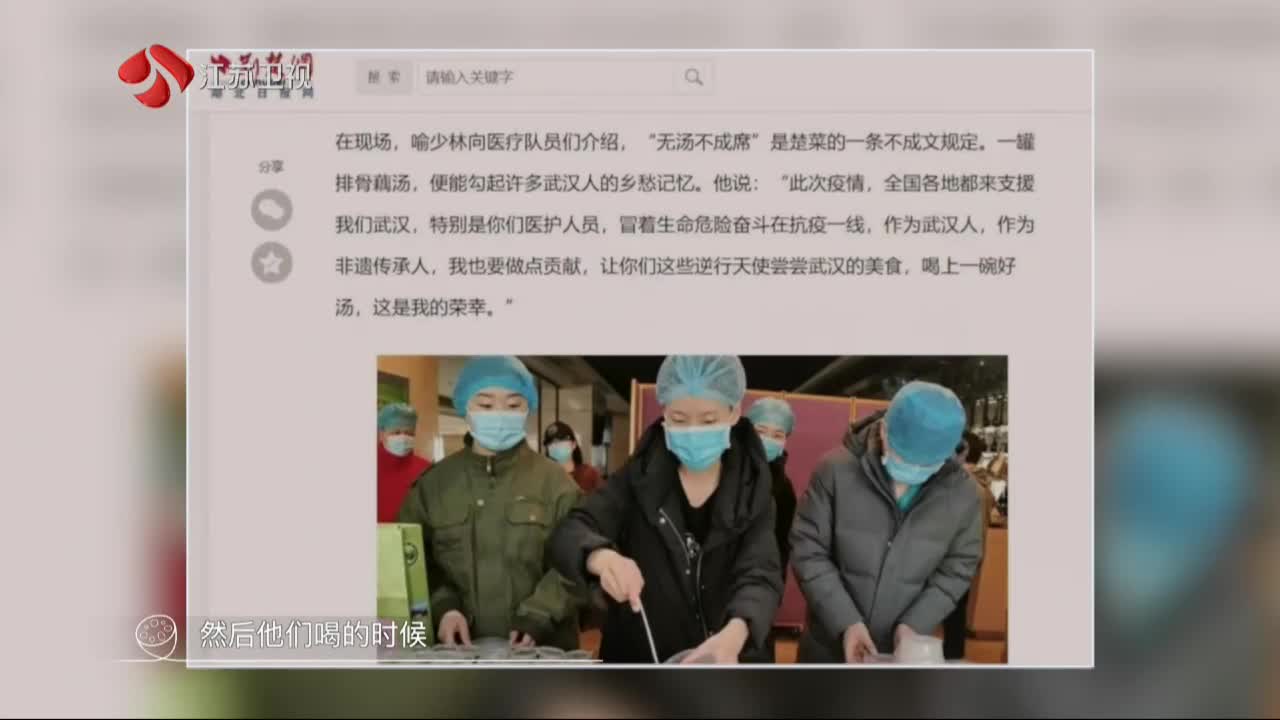 江苏卫视
湖北日报网
搜索
请输入关键字
分享
在现场，喻少林向医疗队员们介绍，“无汤不成席”是楚菜的一条不成文规定。一罐
排骨藕汤，便能勾起许多武汉人的乡愁记忆。他说：“此次疫情，全国各地都来支援
我们武汉，特别是你们医护人员，冒着生命危险奋斗在抗疫一线，作为武汉人，作为
非遗传承人，我也要做点贡献，让你们这些逆行天使尝尝武汉的美食，喝上一碗好
汤，这是我的荣幸。”
然后他们喝的时候